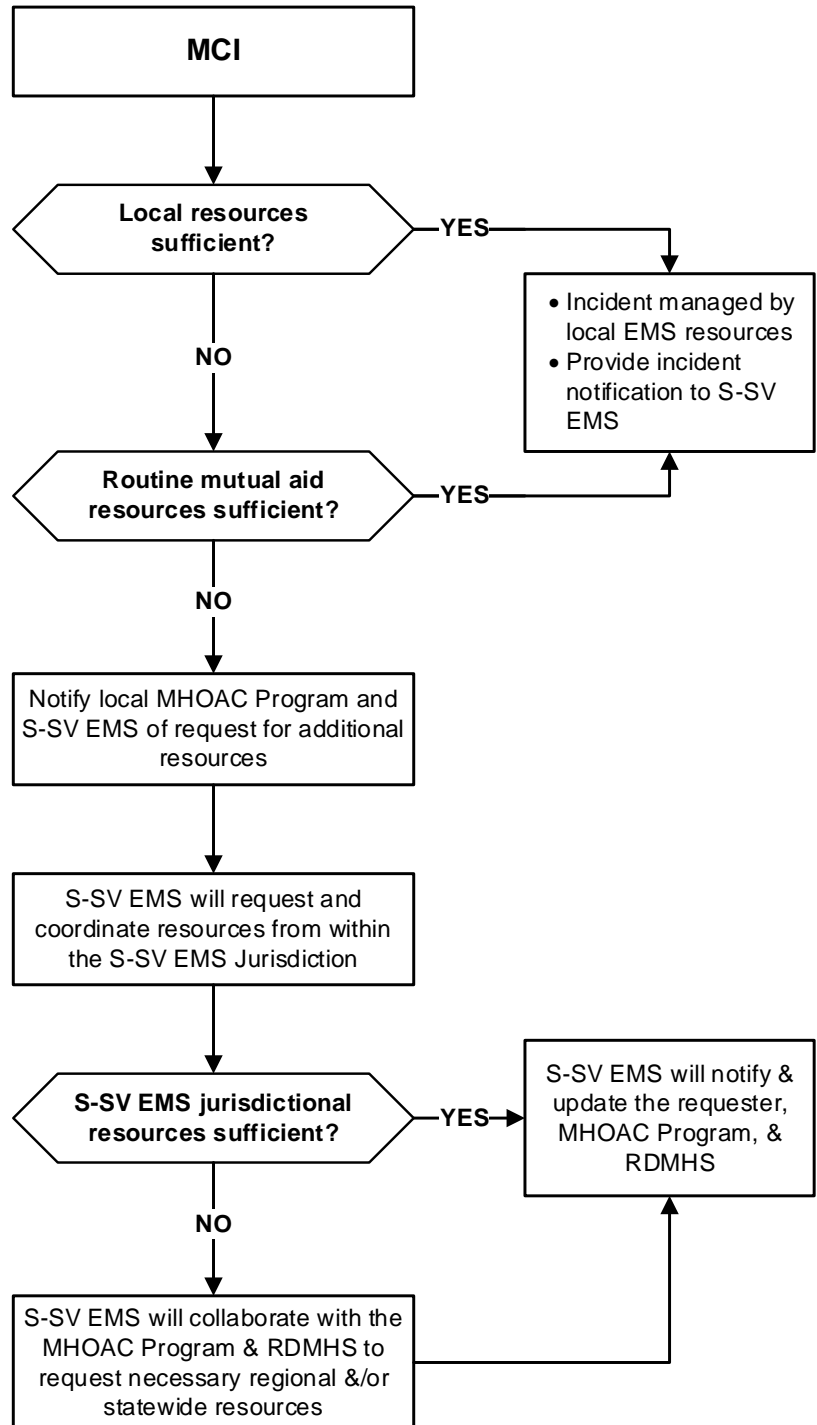 MCI
Local resources
sufficient?
YES
• Incident managed by
local EMS resources
• Provide incident
notification to S-SV
EMS
NO
Routine mutual aid
resources sufficient?
YES
NO
Notify local MHOAC Program and
S-SV EMS of request for additional
resources
S-SV EMS will request and
coordinate resources from within
the S-SV EMS Jurisdiction
S-SV EMS jurisdictional
resources sufficient?
YES
S-SV EMS will notify &
update the requester,
MHOAC Program, &
RDMHS
NO
S-SV EMS will collaborate with the
MHOAC Program & RDMHS to
request necessary regional &/or
statewide resources